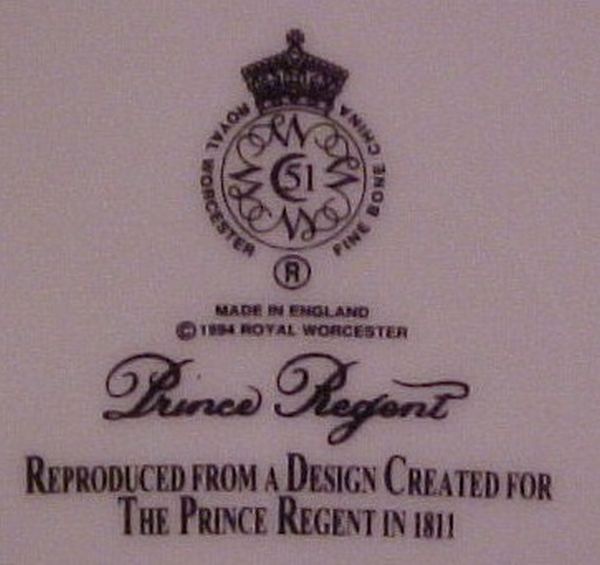 ROYAL WORCESTER
FINE BONE CHINA
51
®
MADE IN ENGLAND
© 1994 ROYAL WORCESTER
Prince Regent
REPRODUCED FROM A DESIGN CREATED FOR
THE PRINCE REGENT IN 1811